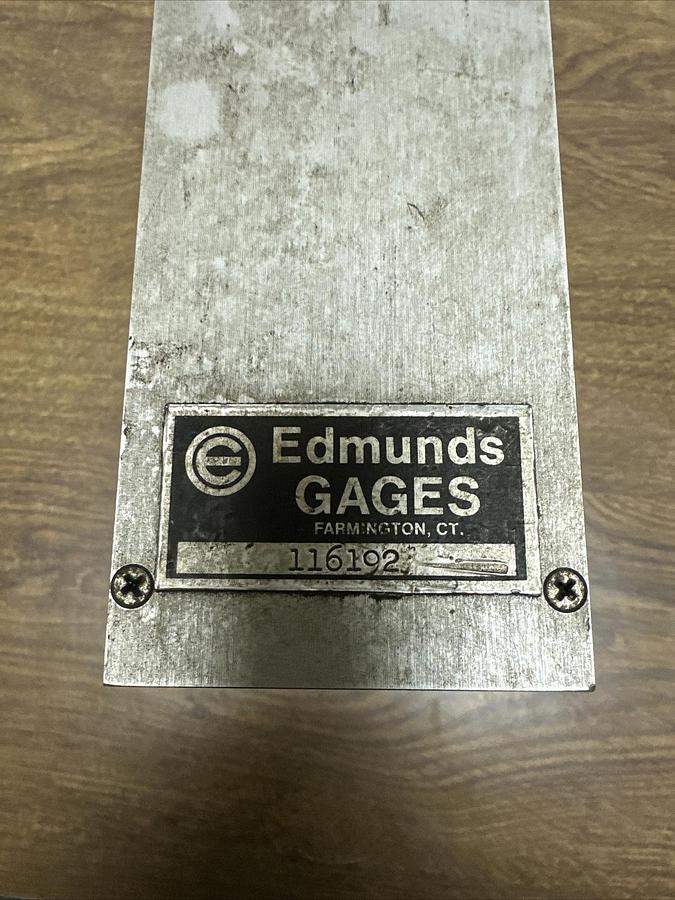 Edmunds
GAGES
FARMINGTON, CT.
116192